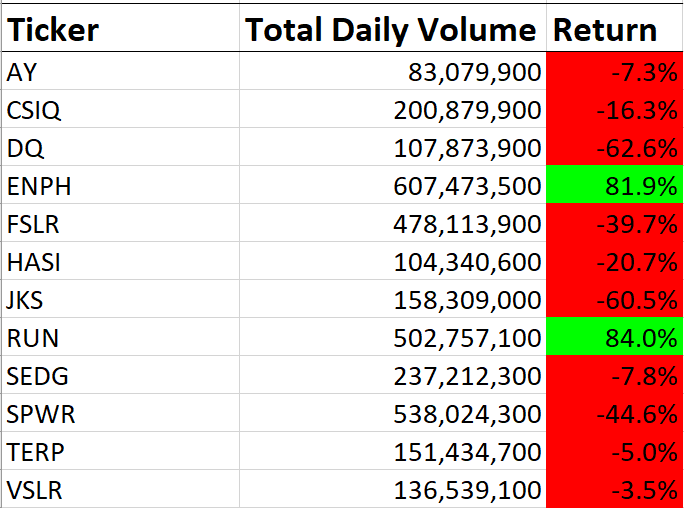 Ticker Total Daily Volume Return
AY 83,079,900 -7.3%
CSIQ 200,879,900 -16.3%
DQ 107,873,900 -62.6%
ENPH 607,473,500 81.9%
FSLR 478,113,900 -39.7%
HASI 104,340,600 -20.7%
JKS 158,309,000 -60.5%
RUN 502,757,100 84.0%
SEDG 237,212,300 -7.8%
SPWR 538,024,300 -44.6%
TERP 151,434,700 -5.0%
VSLR 136,539,100 -3.5%